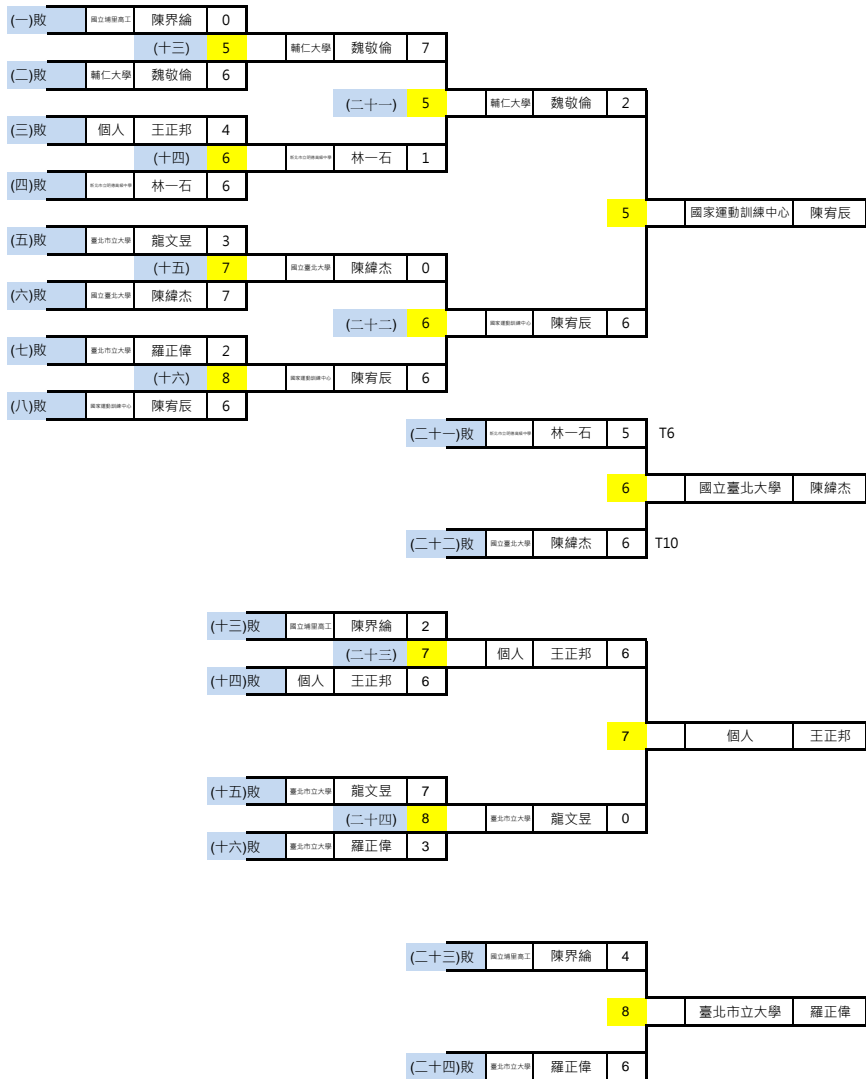 (一)敗 國立埔里高工 陳界綸 0
(十三) 5 輔仁大學 魏敬倫 7
(二)敗 輔仁大學 魏敬倫 6
(二十一) 5 輔仁大學 魏敬倫 2
(三)敗 個人 王正邦 4
(十四) 6 林一石 1
(四)敗 林一石 6
5 國家運動訓練中心 陳宥辰
(五)敗 臺北市立大學 龍文昱 3
(十五) 7 國立臺北大學 陳緯杰 0
(六)敗 國立臺北大學 陳緯杰 7
(二十二) 6 國家運動訓練中心 陳宥辰 6
(七)敗 臺北市立大學 羅正偉 2
(十六) 8 國家運動訓練中心 陳宥辰 6
(八)敗 國家運動訓練中心 陳宥辰 6
(二十一)敗 林一石 5 T6
6 國立臺北大學 陳緯杰
(二十二)敗 國立臺北大學 陳緯杰 6 T10
(十三)敗 國立埔里高工 陳界綸 2
(二十三) 7 個人 王正邦 6
(十四)敗 個人 王正邦 6
7 個人 王正邦
(十五)敗 臺北市立大學 龍文昱 7
(二十四) 8 臺北市立大學 龍文昱 0
(十六)敗 臺北市立大學 羅正偉 3
(二十三)敗 國立埔里高工 陳界綸 4
8 臺北市立大學 羅正偉
(二十四)敗 臺北市立大學 羅正偉 6